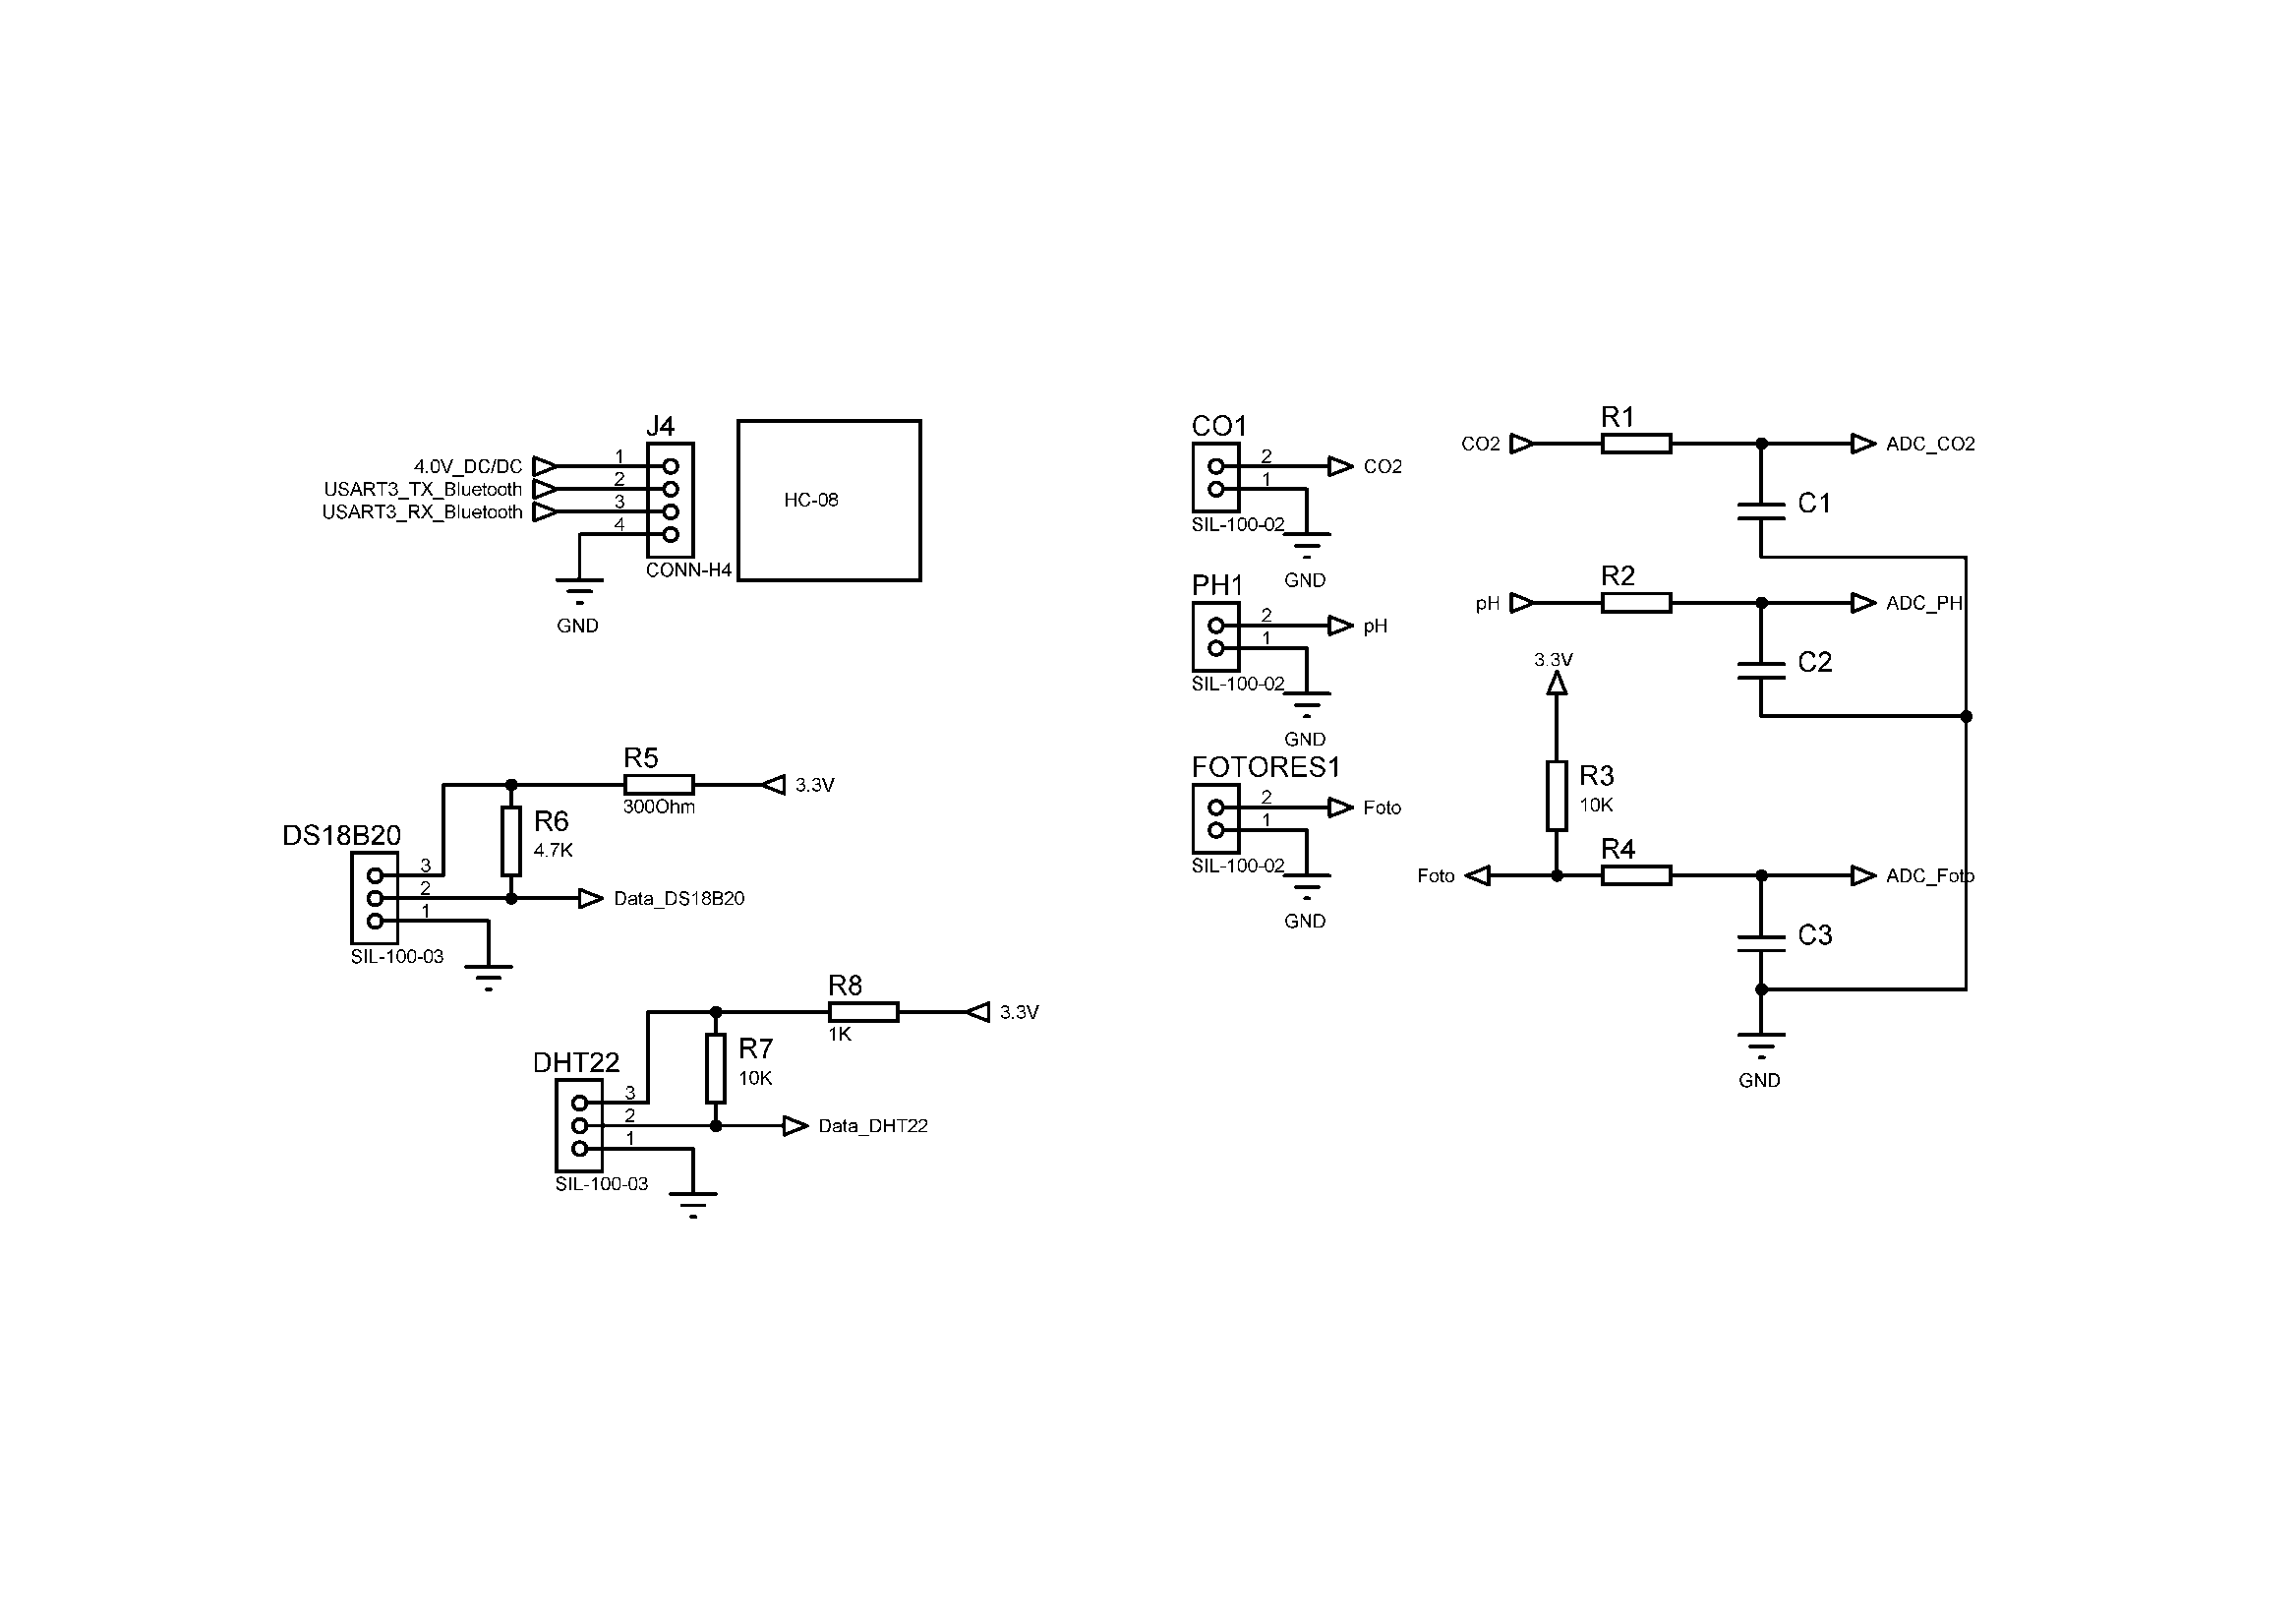 J4
4.0V_DC/DC
USART3_TX_Bluetooth
USART3_RX_Bluetooth
1
2
3
4
CONN-H4
GND
HC-08
R5
300Ohm
3.3V
R6
4.7K
DS18B20
3
2
1
Data_DS18B20
SIL-100-03
R8
1K
3.3V
R7
10K
DHT22
3
2
1
Data_DHT22
SIL-100-03
CO1
2
1
CO2
SIL-100-02
GND
PH1
2
1
pH
SIL-100-02
GND
FOTORES1
2
1
Foto
SIL-100-02
GND
R1
CO2
ADC_CO2
C1
R2
pH
ADC_PH
C2
3.3V
R3
10K
R4
Foto
ADC_Foto
C3
GND